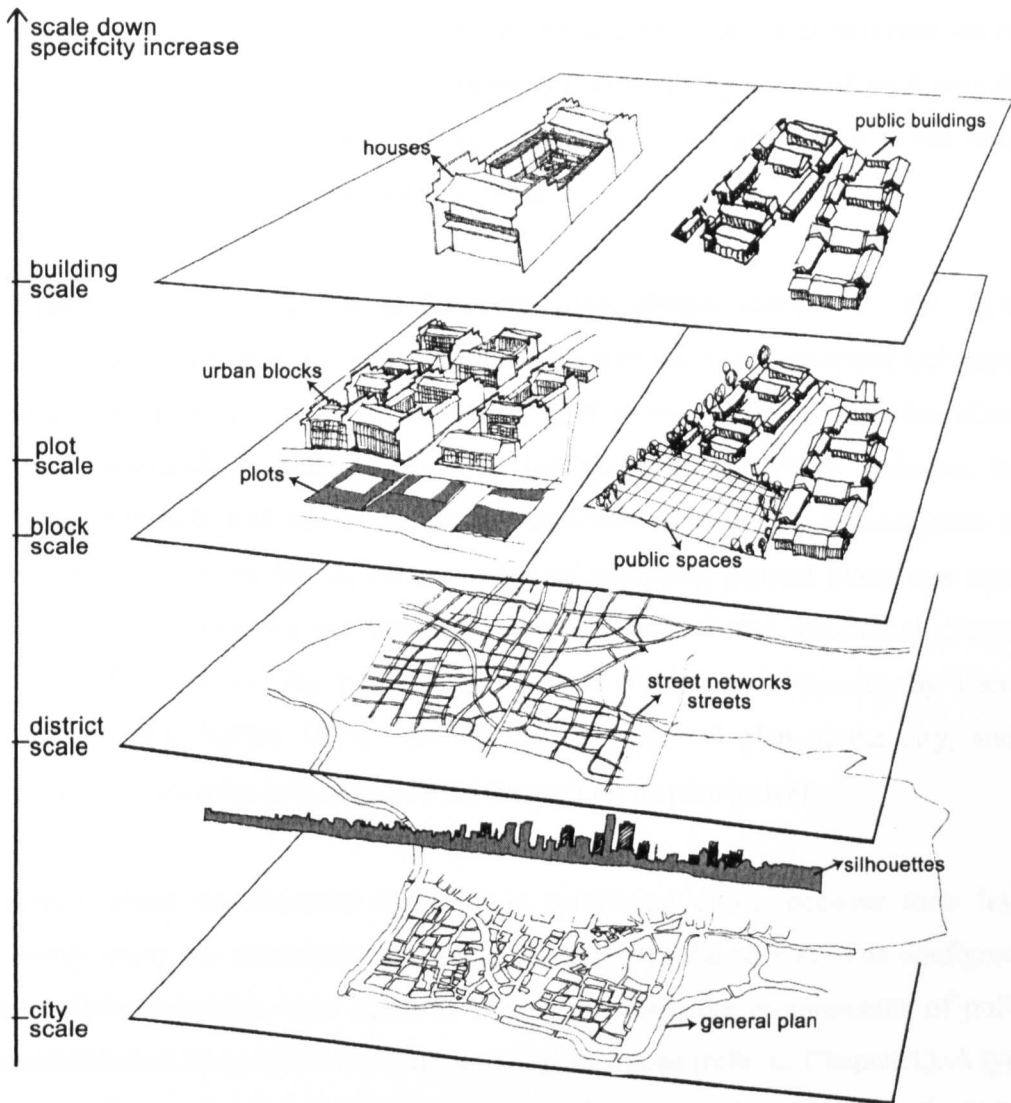 scale down
specifcity increase
public buildings
houses
building
scale
urban blocks
plot
scale
plots
block
scale
public spaces
street networks
streets
district
scale
silhouettes
city
scale
general plan